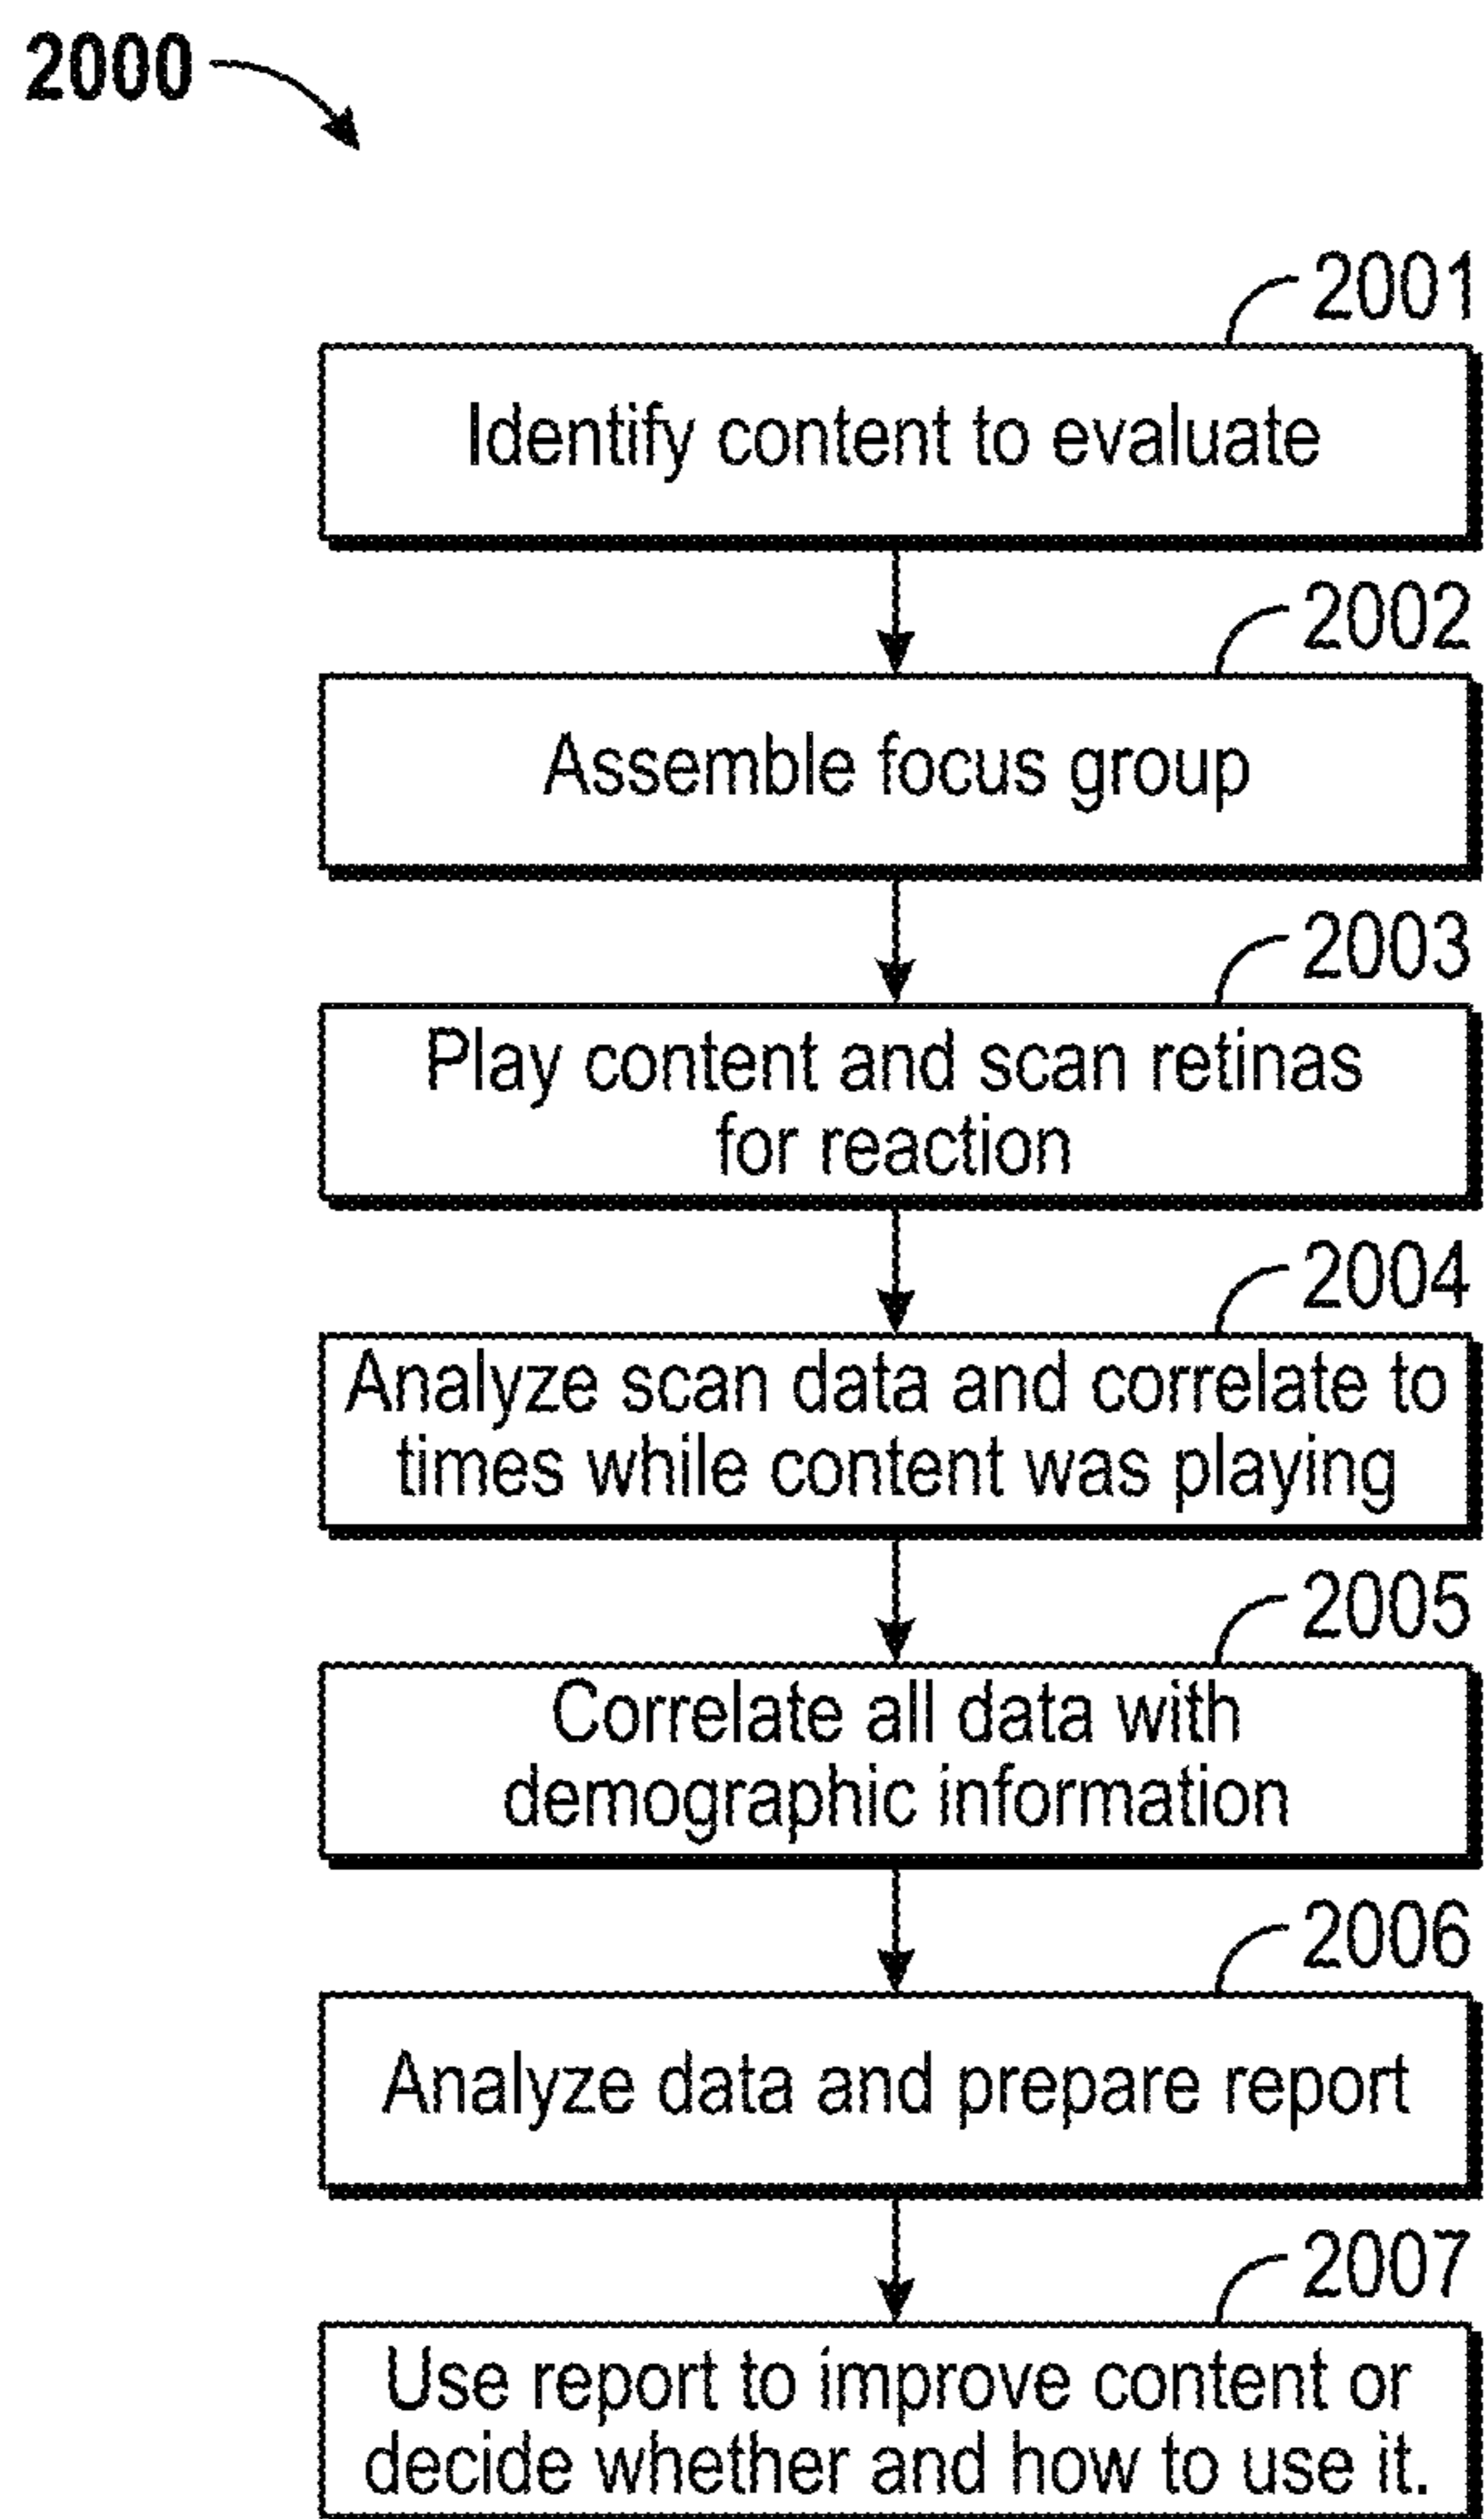 2000
2001
Identify content to evaluate
2002
Assemble focus group
2003
Play content and scan retinas
for reaction
2004
Analyze scan data and correlate to
times while content was playing
2005
Correlate all data with
demographic information
2006
Analyze data and prepare report
2007
Use report to improve content or
decide whether and how to use it.